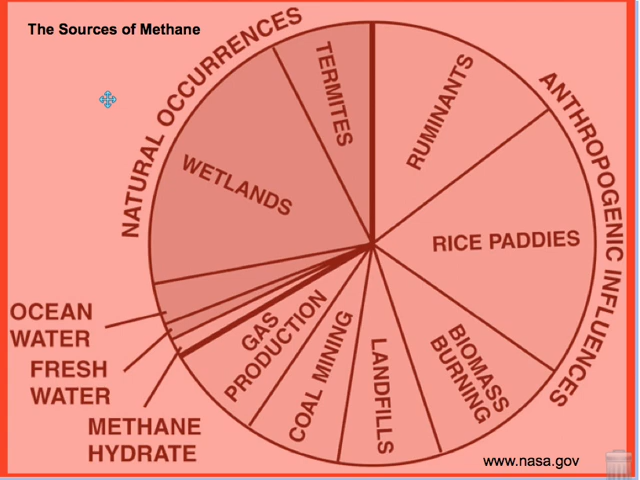 The Sources of Methane
NATURAL OCCURRENCES
TERMITES
RUMINANTS
ANTHROPOGENIC INFLUENCES
WETLANDS
RICE PADDIES
OCEAN
WATER
FRESH
WATER
METHANE
HYDRATE
GAS
PRODUCTION
COAL MINING
LANDFILLS
BIOMASS
BURNING
www.nasa.gov